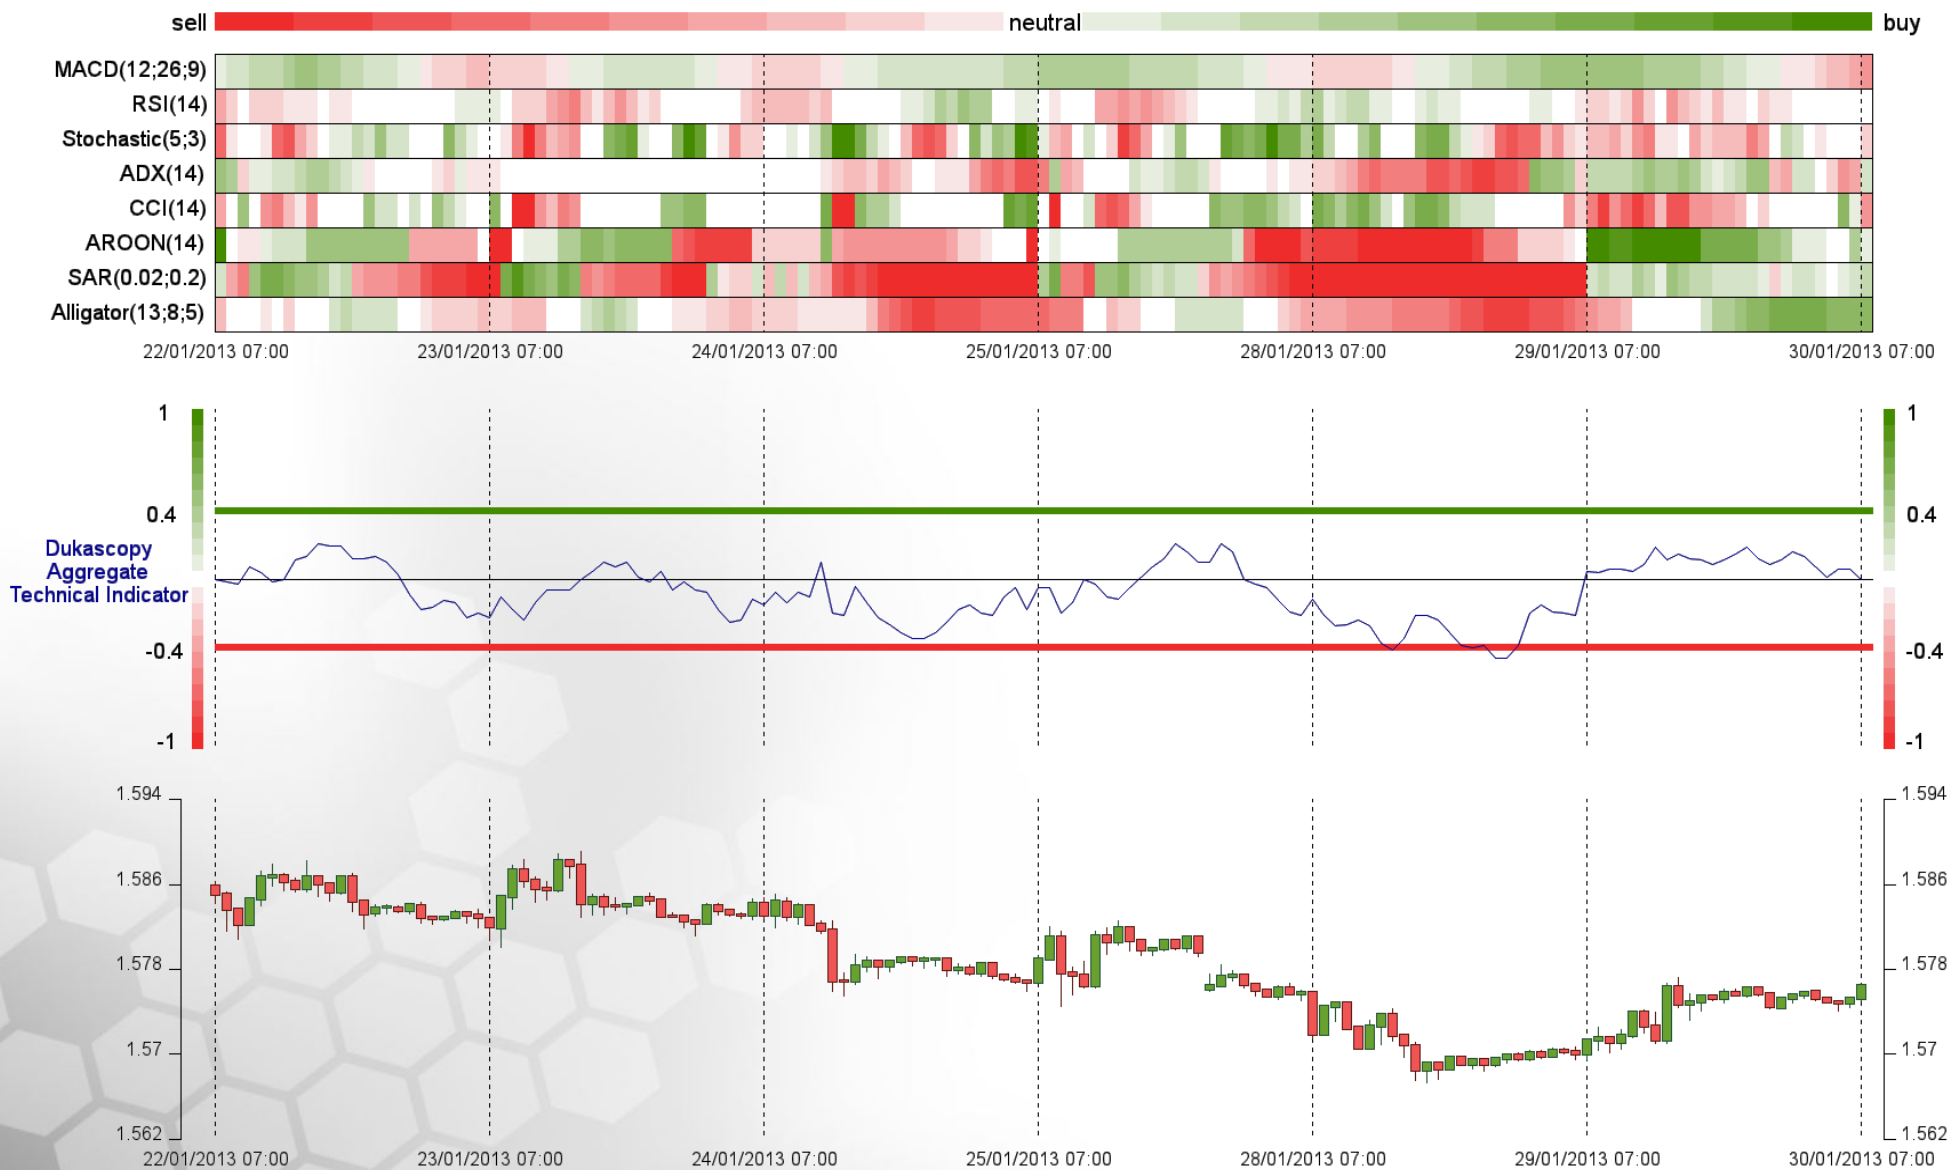 sell neutral buy
MACD(12;26;9)
RSI(14)
Stochastic(5;3)
ADX(14)
CCI(14)
AROON(14)
SAR(0.02;0.2)
Alligator(13;8;5)
22/01/2013 07:00 23/01/2013 07:00 24/01/2013 07:00 25/01/2013 07:00 28/01/2013 07:00 29/01/2013 07:00 30/01/2013 07:00
1 1
0.4 0.4
Dukascopy
Aggregate
Technical Indicator
-0.4 -0.4
-1 -1
1.594 1.594
1.586 1.586
1.578 1.578
1.57 1.57
1.562 1.562
22/01/2013 07:00 23/01/2013 07:00 24/01/2013 07:00 25/01/2013 07:00 28/01/2013 07:00 29/01/2013 07:00 30/01/2013 07:00